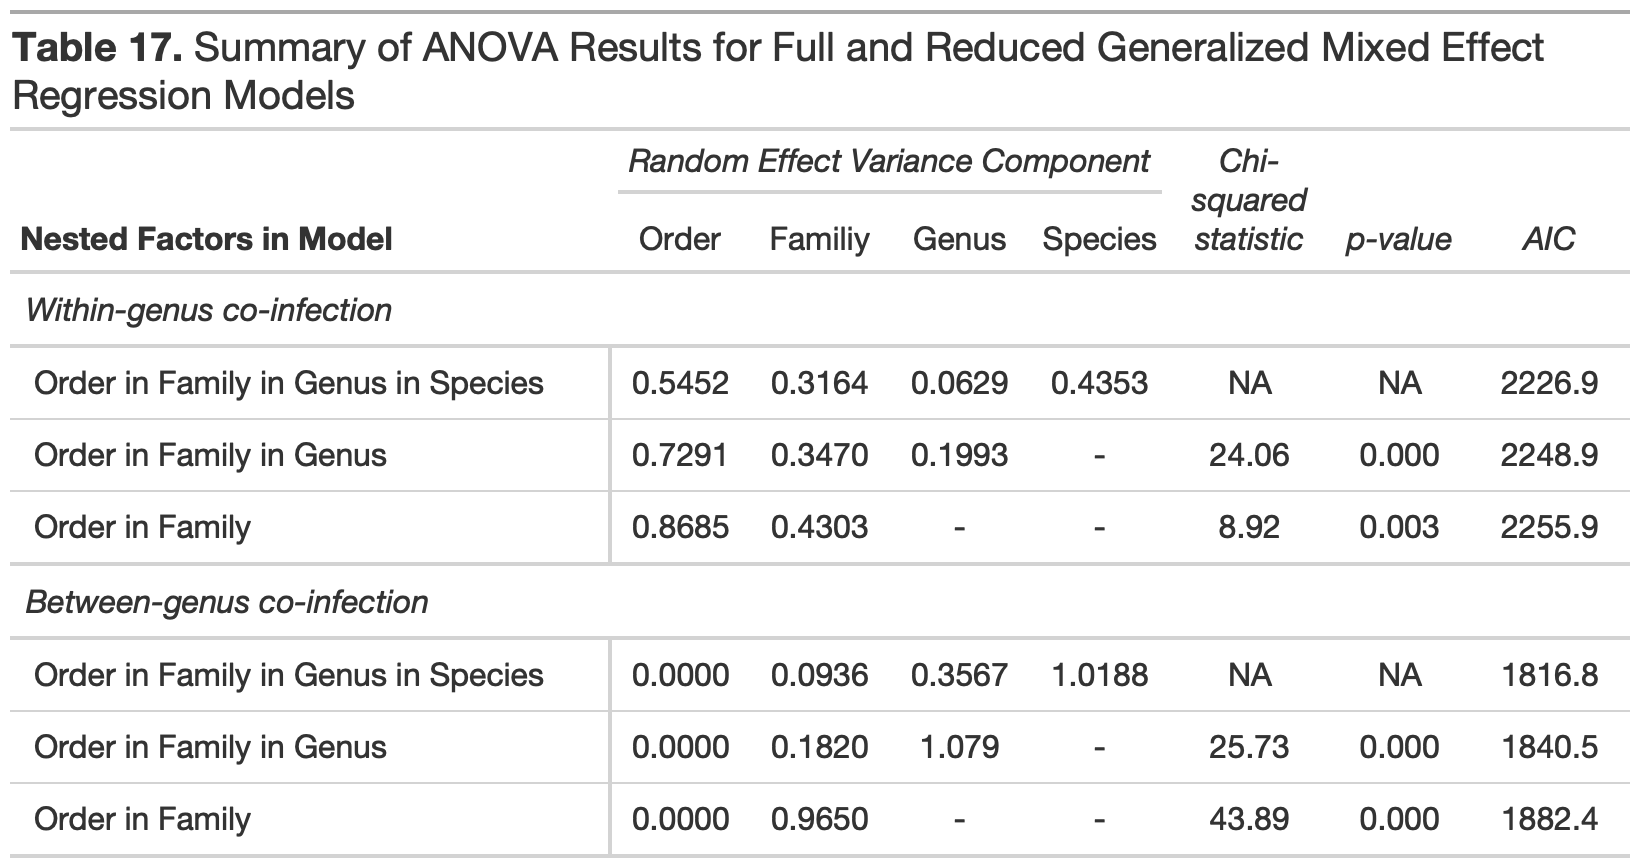 Table 17. Summary of ANOVA Results for Full and Reduced Generalized Mixed Effect
Regression Models
Random Effect Variance Component Chi-
squared
Nested Factors in Model Order Familiy Genus Species statistic p-value AIC
Within-genus co-infection
Order in Family in Genus in Species 0.5452 0.3164 0.0629 0.4353 NA NA 2226.9
Order in Family in Genus 0.7291 0.3470 0.1993 - 24.06 0.000 2248.9
Order in Family 0.8685 0.4303 - - 8.92 0.003 2255.9
Between-genus co-infection
Order in Family in Genus in Species 0.0000 0.0936 0.3567 1.0188 NA NA 1816.8
Order in Family in Genus 0.0000 0.1820 1.079 - 25.73 0.000 1840.5
Order in Family 0.0000 0.9650 - - 43.89 0.000 1882.4